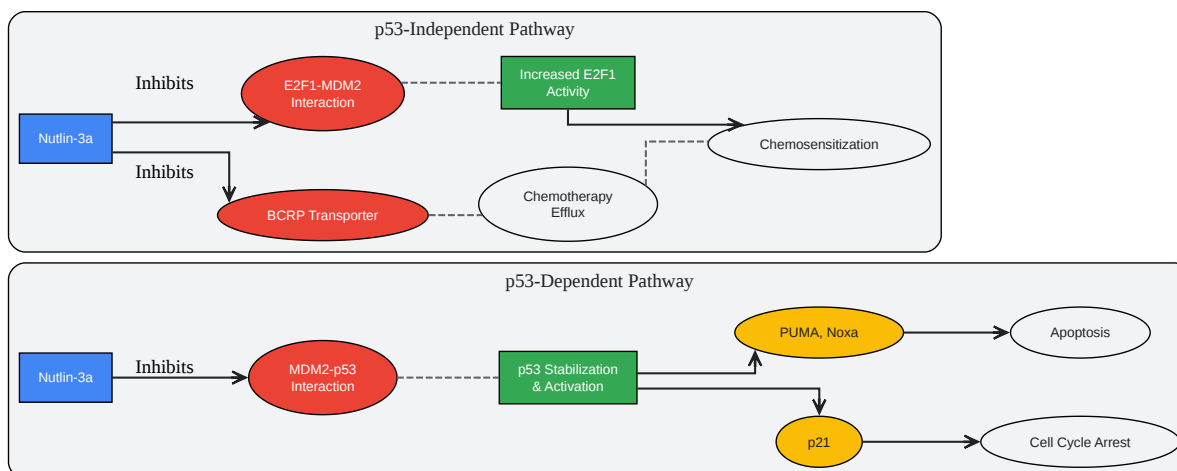 p53-Independent Pathway
Inhibits
E2F1-MDM2
Interaction
Increased E2F1
Activity
Nutlin-3a
Chemosensitization
Inhibits
BCRP Transporter
Chemotherapy
Efflux
p53-Dependent Pathway
PUMA, Noxa
Apoptosis
Nutlin-3a
Inhibits
MDM2-p53
Interaction
p53 Stabilization
& Activation
p21
Cell Cycle Arrest